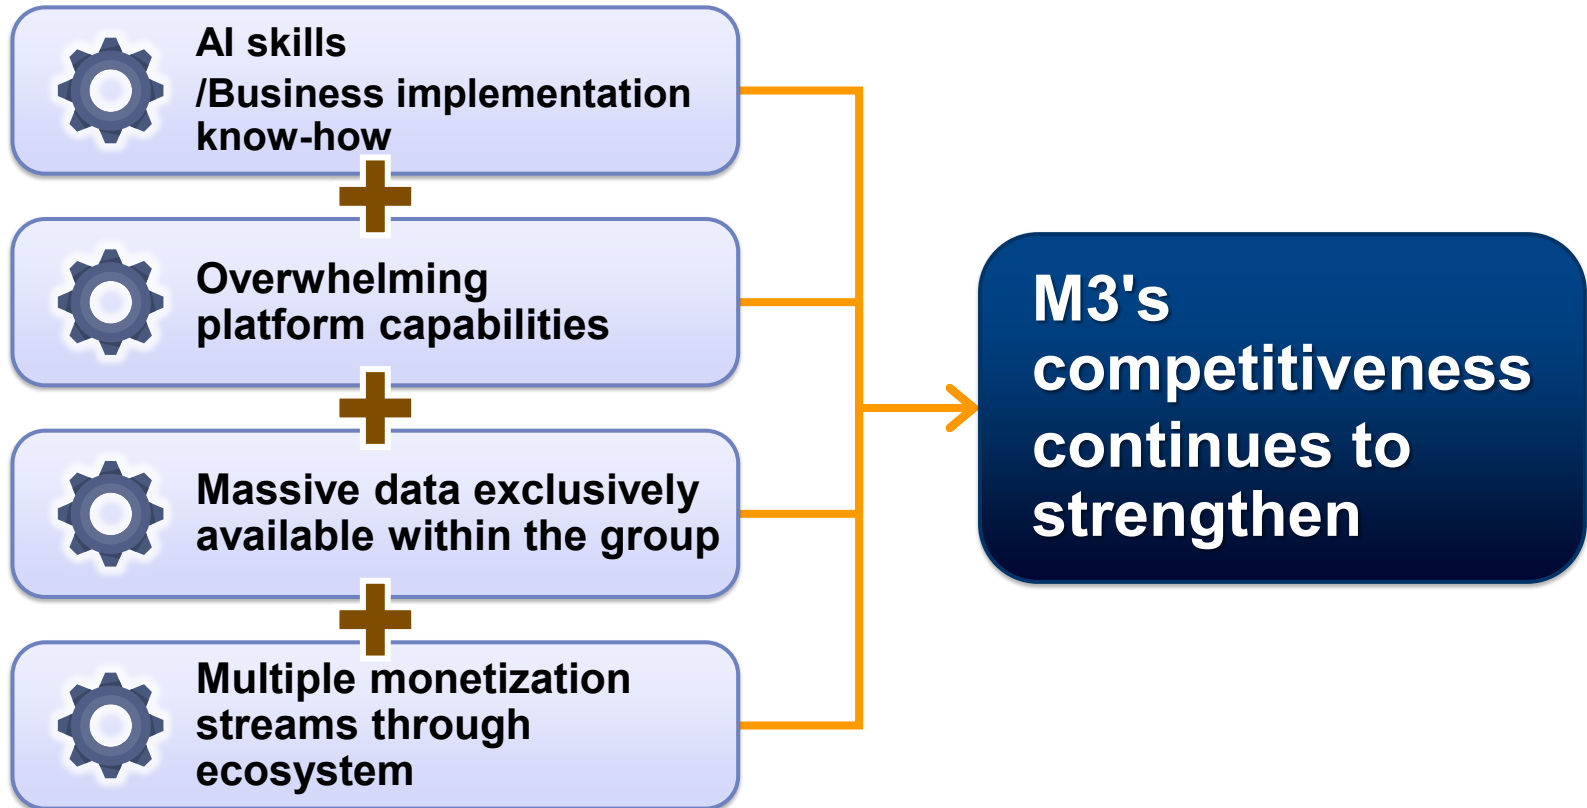 AI skills
/Business implementation
know-how
Overwhelming
platform capabilities
Massive data exclusively
available within the group
Multiple monetization
streams through
ecosystem
M3's
competitiveness
continues to
strengthen